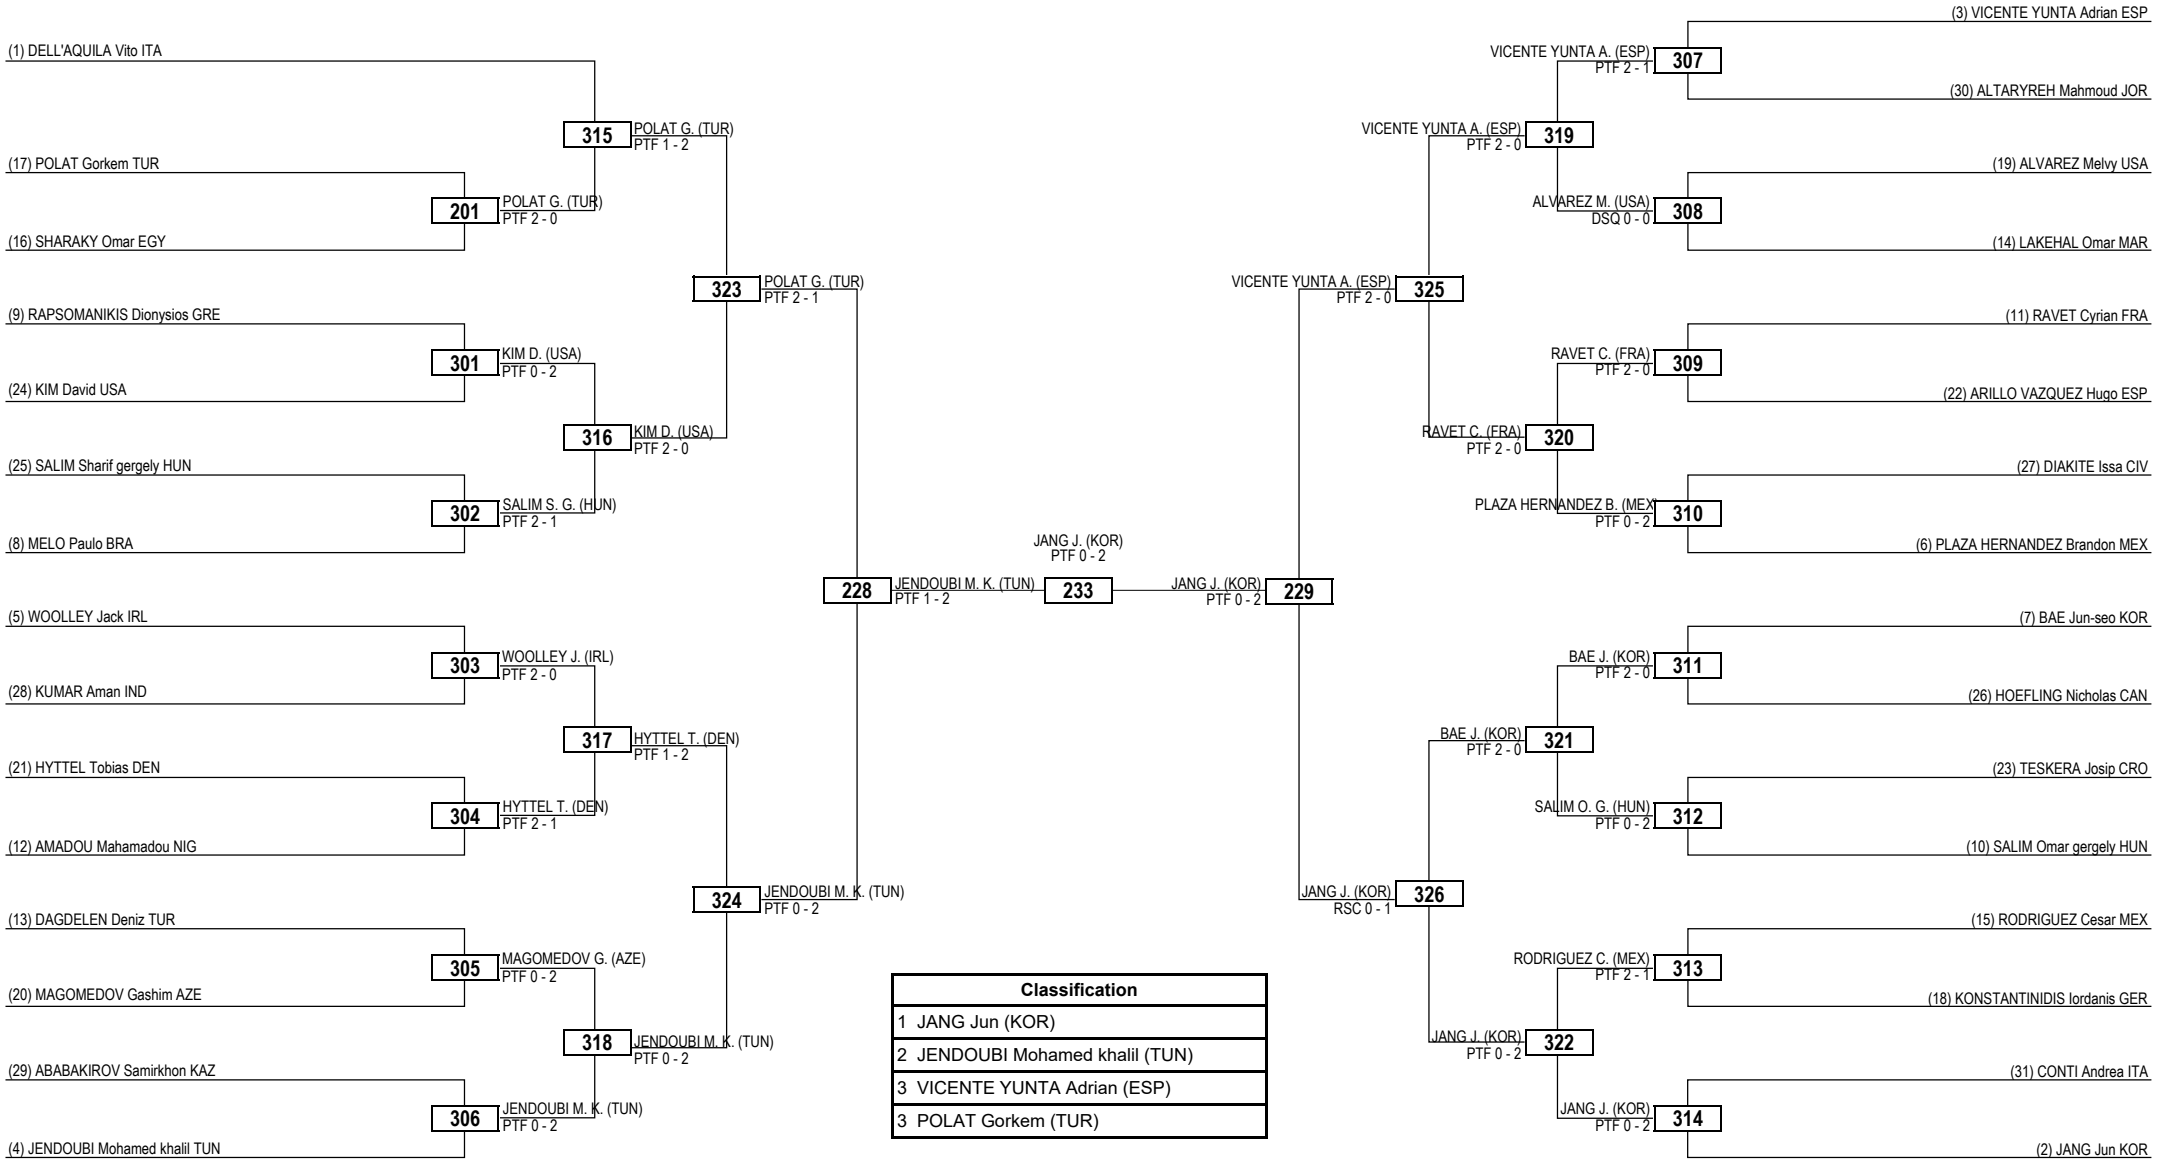 (1) DELL'AQUILA Vito ITA
(17) POLAT Gorkem TUR
(16) SHARAKY Omar EGY
(9) RAPSOMANIKIS Dionysios GRE
(24) KIM David USA
(25) SALIM Sharif gergely HUN
(8) MELO Paulo BRA
(5) WOOLLEY Jack IRL
(28) KUMAR Aman IND
(21) HYTTEL Tobias DEN
(12) AMADOU Mahamadou NIG
(13) DAGDELEN Deniz TUR
(20) MAGOMEDOV Gashim AZE
(29) ABABAKIROV Samirkhon KAZ
(4) JENDOUBI Mohamed khalil TUN
201
POLAT G. (TUR)
PTF 2 - 0
301
KIM D. (USA)
PTF 0 - 2
302
SALIM S. G. (HUN)
PTF 2 - 1
303
WOOLLEY J. (IRL)
PTF 2 - 0
304
HYTTEL T. (DEN)
PTF 2 - 1
305
MAGOMEDOV G. (AZE)
PTF 0 - 2
306
JENDOUBI M. K. (TUN)
PTF 0 - 2
315
POLAT G. (TUR)
PTF 1 - 2
316
KIM D. (USA)
PTF 2 - 0
317
HYTTEL T. (DEN)
PTF 1 - 2
318
JENDOUBI M. K. (TUN)
PTF 0 - 2
323
POLAT G. (TUR)
PTF 2 - 1
324
JENDOUBI M. K. (TUN)
PTF 0 - 2
228
JENDOUBI M. K. (TUN)
PTF 1 - 2
JANG J. (KOR)
PTF 0 - 2
233
JANG J. (KOR)
PTF 0 - 2
229
VICENTE YUNTA A. (ESP)
PTF 2 - 0
325
JANG J. (KOR)
RSC 0 - 1
326
VICENTE YUNTA A. (ESP)
PTF 2 - 0
319
RAVET C. (FRA)
PTF 2 - 0
320
BAE J. (KOR)
PTF 2 - 0
321
JANG J. (KOR)
PTF 0 - 2
322
VICENTE YUNTA A. (ESP)
PTF 2 - 1
307
ALVAREZ M. (USA)
DSQ 0 - 0
308
RAVET C. (FRA)
PTF 2 - 0
309
PLAZA HERNANDEZ B. (MEX
PTF 0 - 2
310
BAE J. (KOR)
PTF 2 - 0
311
SALIM O. G. (HUN)
PTF 0 - 2
312
RODRIGUEZ C. (MEX)
PTF 2 - 1
313
JANG J. (KOR)
PTF 0 - 2
314
(3) VICENTE YUNTA Adrian ESP
(30) ALTARYREH Mahmoud JOR
(19) ALVAREZ Melvy USA
(14) LAKEHAL Omar MAR
(11) RAVET Cyrian FRA
(22) ARILLO VAZQUEZ Hugo ESP
(27) DIAKITE Issa CIV
(6) PLAZA HERNANDEZ Brandon MEX
(7) BAE Jun-seo KOR
(26) HOEFLING Nicholas CAN
(23) TESKERA Josip CRO
(10) SALIM Omar gergely HUN
(15) RODRIGUEZ Cesar MEX
(18) KONSTANTINIDIS Iordanis GER
(31) CONTI Andrea ITA
(2) JANG Jun KOR
Classification
1 JANG Jun (KOR)
2 JENDOUBI Mohamed khalil (TUN)
3 VICENTE YUNTA Adrian (ESP)
3 POLAT Gorkem (TUR)